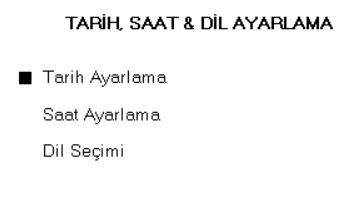 TARİH, SAAT & DİL AYARLAMA
Tarih Ayarlama
Saat Ayarlama
Dil Seçimi